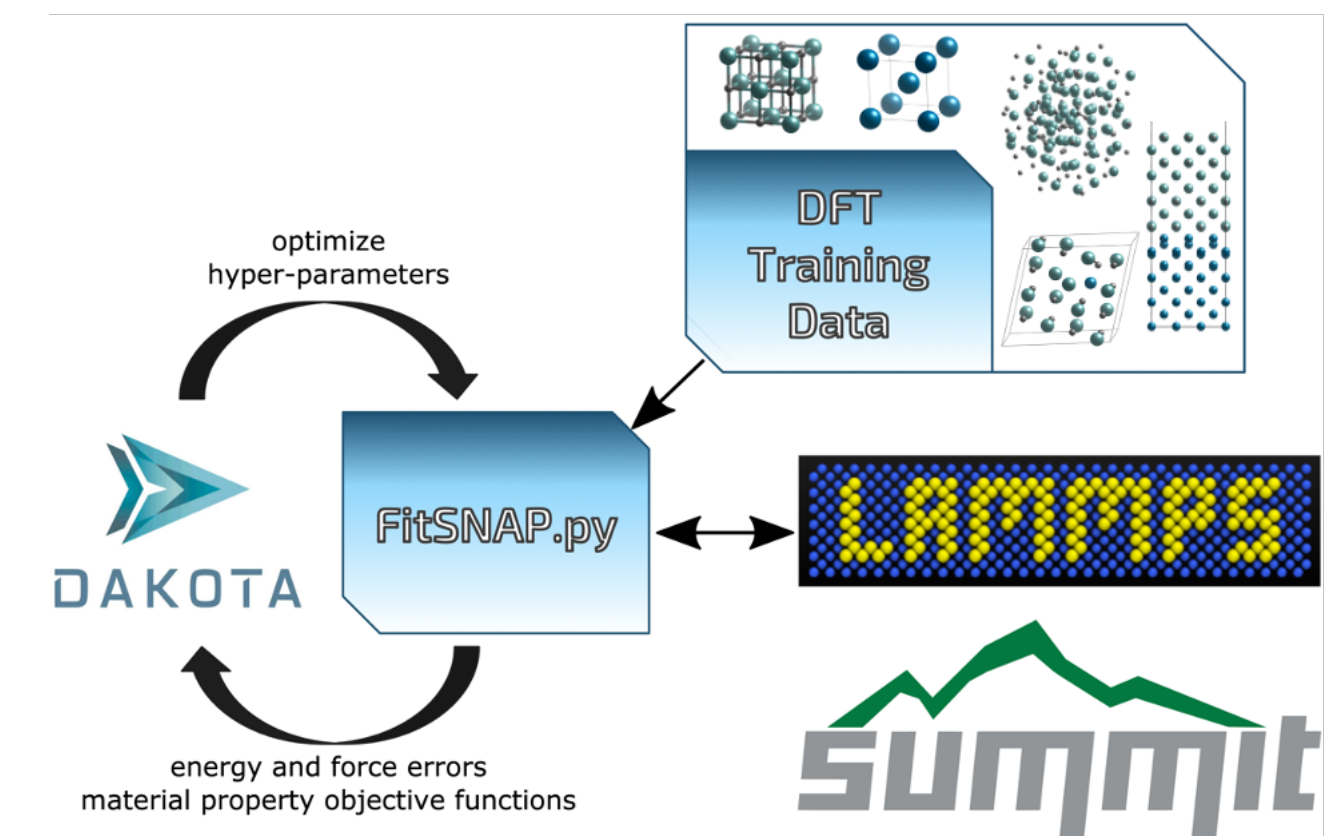 DFT
Training
Data
optimize
hyper-parameters
FitSNAP.py
LAMMPS
DAKOTA
summit
energy and force errors
material property objective functions